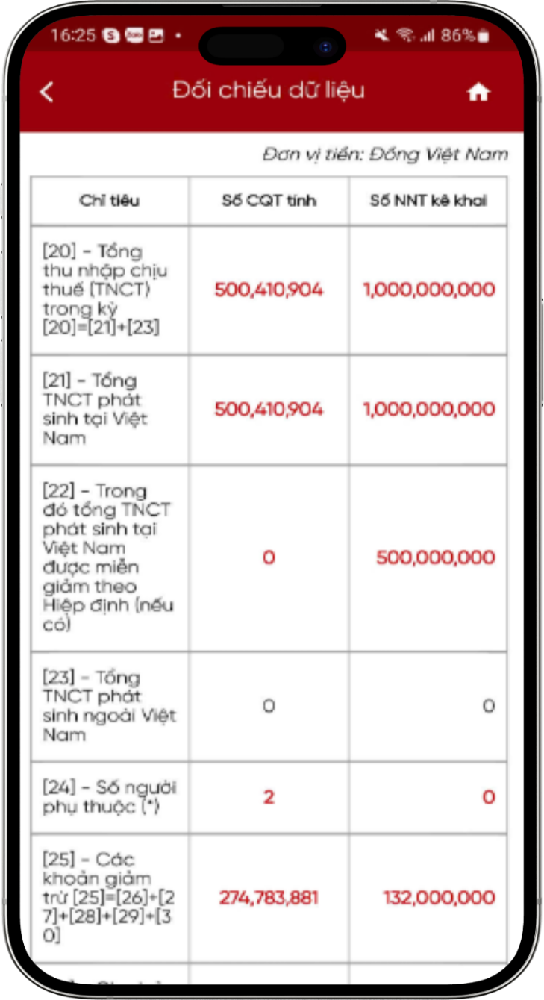 16:25
86%
Đối chiếu dữ liệu
Đơn vị tiền: Đồng Việt Nam
Chỉ tiêu
Số CQT tính
Số NNT kê khai
[20] - Tổng
thu nhập chịu
thuế (TNCT)
trong kỳ
[20]=[21]+[23]
500,410,904
1,000,000,000
[21] - Tổng
TNCT phát
sinh tại Việt
Nam
500,410,904
1,000,000,000
[22] - Trong
đó tổng TNCT
phát sinh tại
Việt Nam
được miễn
giảm theo
Hiệp định (nếu
có)
0
500,000,000
[23] - Tổng
TNCT phát
sinh ngoài Việt
Nam
0
0
[24] - Số người
phụ thuộc (*)
2
0
[25] - Các
khoản giảm
trừ [25]=[26]+[2
7]+[28]+[29]+[3
0]
274,783,881
132,000,000